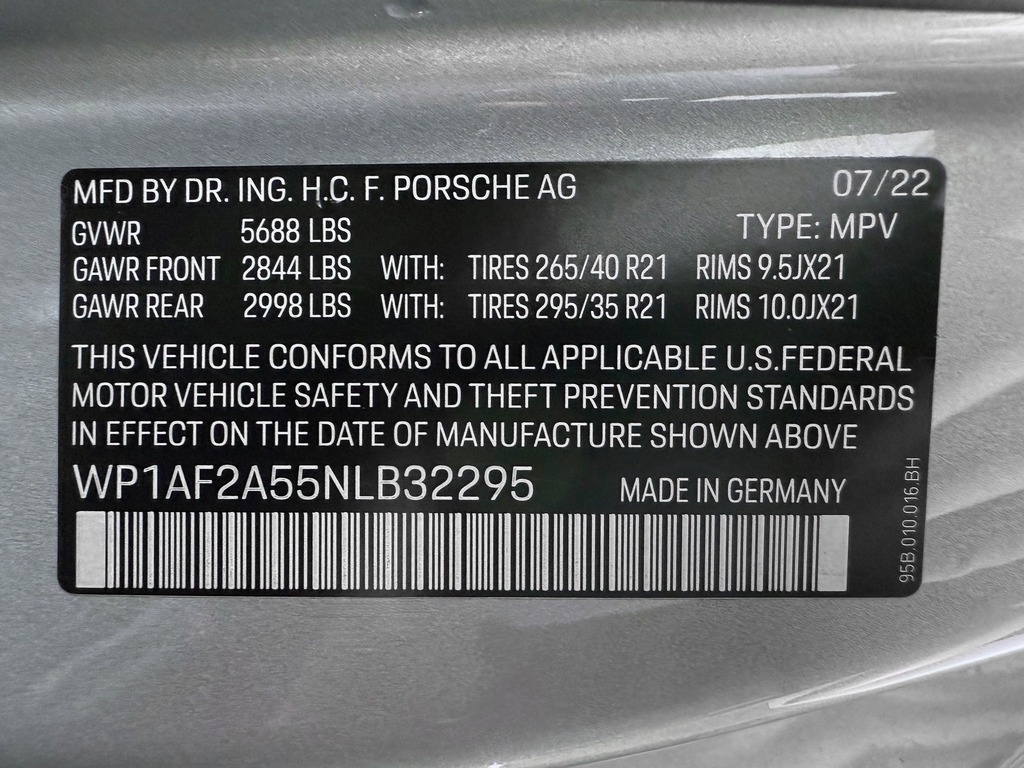 MFD BY DR. ING. H.C. F. PORSCHE AG 07/22
GVWR 5688 LBS TYPE: MPV
GAWR FRONT 2844 LBS WITH: TIRES 265/40 R21 RIMS 9.5JX21
GAWR REAR 2998 LBS WITH: TIRES 295/35 R21 RIMS 10.0JX21
THIS VEHICLE CONFORMS TO ALL APPLICABLE U.S.FEDERAL
MOTOR VEHICLE SAFETY AND THEFT PREVENTION STANDARDS
IN EFFECT ON THE DATE OF MANUFACTURE SHOWN ABOVE
WP1AF2A55NLB32295 MADE IN GERMANY
95B.010.016.BH